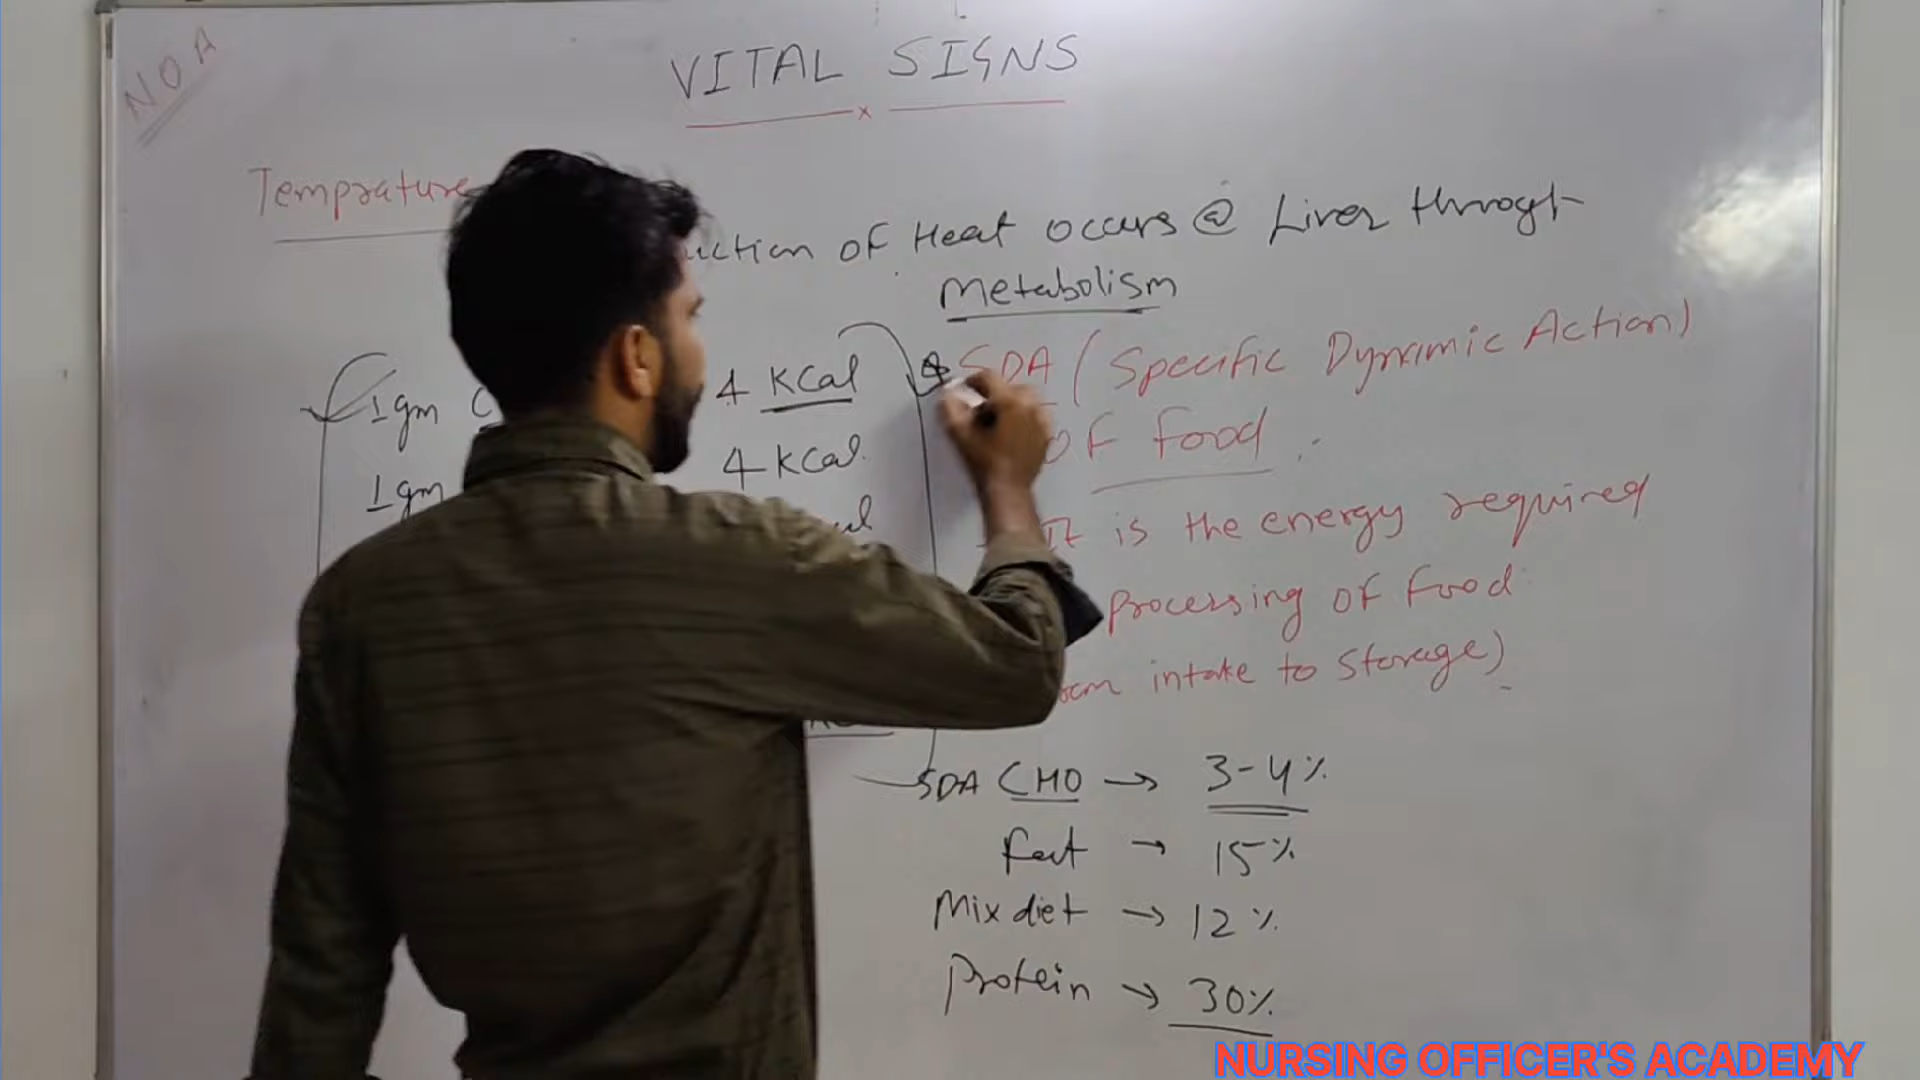 NOA
VITAL SIGNS
Temprature
uction of Heat occurs @ Liver through
Metabolism
1gm C 4 KCal
SDA (Specific Dynamic Action)
of food.
1gm 4 KCal.
It is the energy required
processing of food
intake to storage)
SDA CHO → 3-4%
Fat → 15%
Mix diet → 12%
Protein → 30%
NURSING OFFICER'S ACADEMY